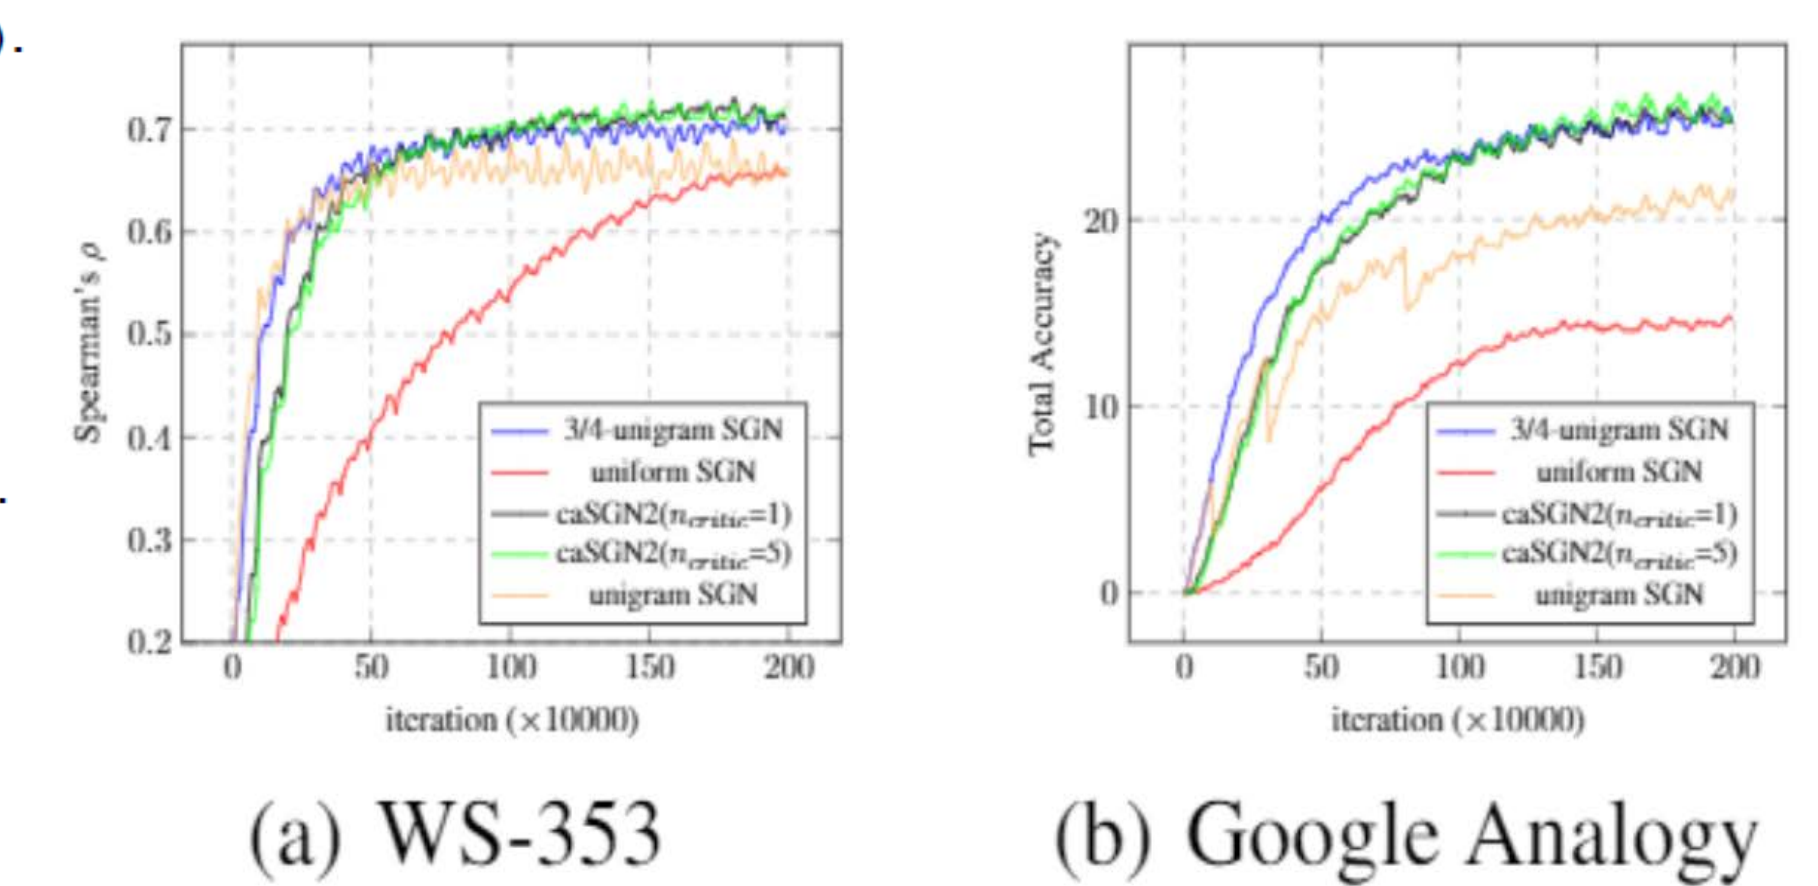 ).
.
0.7
0.6
0.5
0.4
0.3
0.2
Spearman's ρ
3/4-unigram SGN
uniform SGN
caSGN2(n_critic=1)
caSGN2(n_critic=5)
unigram SGN
0 50 100 150 200
iteration (×10000)
(a) WS-353
20
10
0
Total Accuracy
3/4-unigram SGN
uniform SGN
caSGN2(n_critic=1)
caSGN2(n_critic=5)
unigram SGN
0 50 100 150 200
iteration (×10000)
(b) Google Analogy